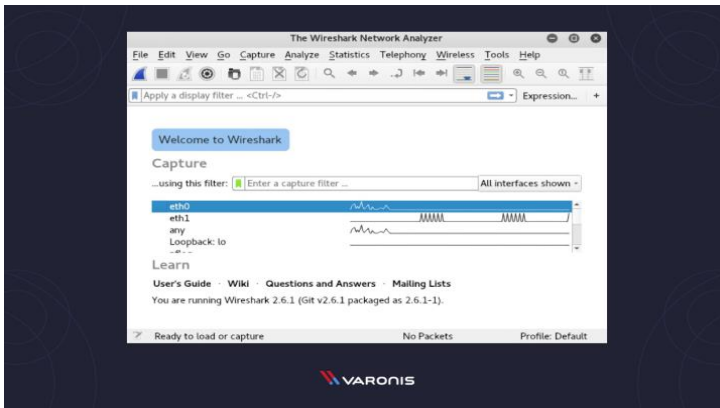 The Wireshark Network Analyzer
File Edit View Go Capture Analyze Statistics Telephony Wireless Tools Help
Apply a display filter ... <Ctrl-/> Expression... +
Welcome to Wireshark
Capture
...using this filter: Enter a capture filter ... All interfaces shown
eth0
eth1
any
Loopback: lo
Learn
User's Guide · Wiki · Questions and Answers · Mailing Lists
You are running Wireshark 2.6.1 (Git v2.6.1 packaged as 2.6.1-1).
Ready to load or capture No Packets Profile: Default
VARONIS